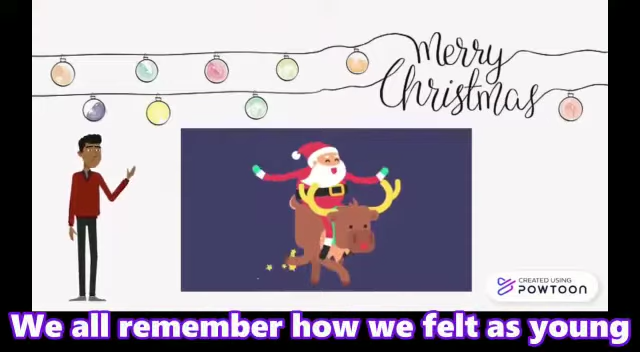 Merry
Christmas
CREATED USING
POWTOON
We all remember how we felt as young